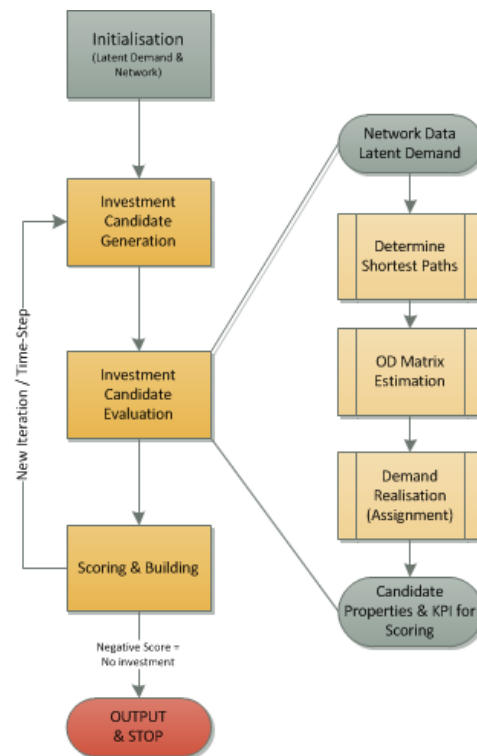 Initialisation
(Latent Demand &
Network)
Investment
Candidate
Generation
Investment
Candidate
Evaluation
Scoring & Building
New Iteration / Time-Step
Negative Score =
No investment
OUTPUT
& STOP
Network Data
Latent Demand
Determine
Shortest Paths
OD Matrix
Estimation
Demand
Realisation
(Assignment)
Candidate
Properties & KPI for
Scoring